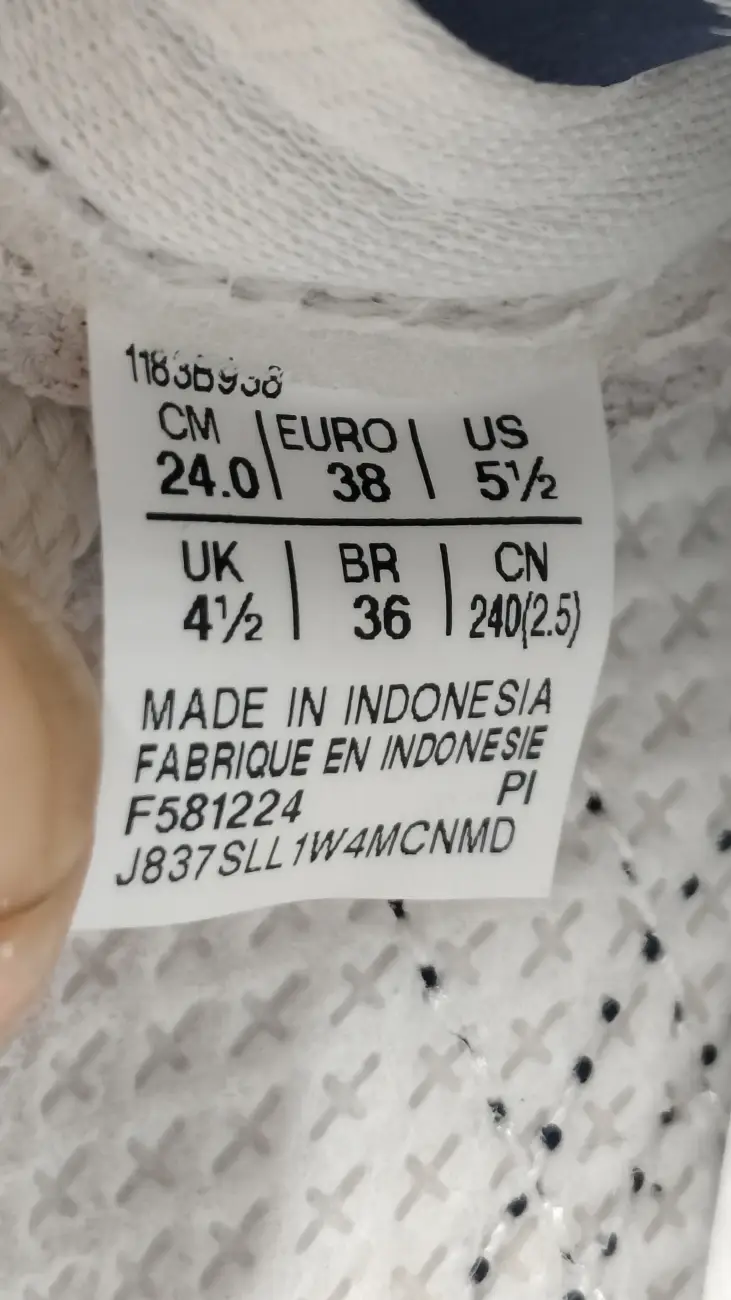 1183B938
CM | EURO | US
24.0 | 38 | 5½
UK | BR | CN
4½ | 36 | 240(2.5)
MADE IN INDONESIA
FABRIQUE EN INDONESIE
F581224 PI
J837SLL1W4MCNMD